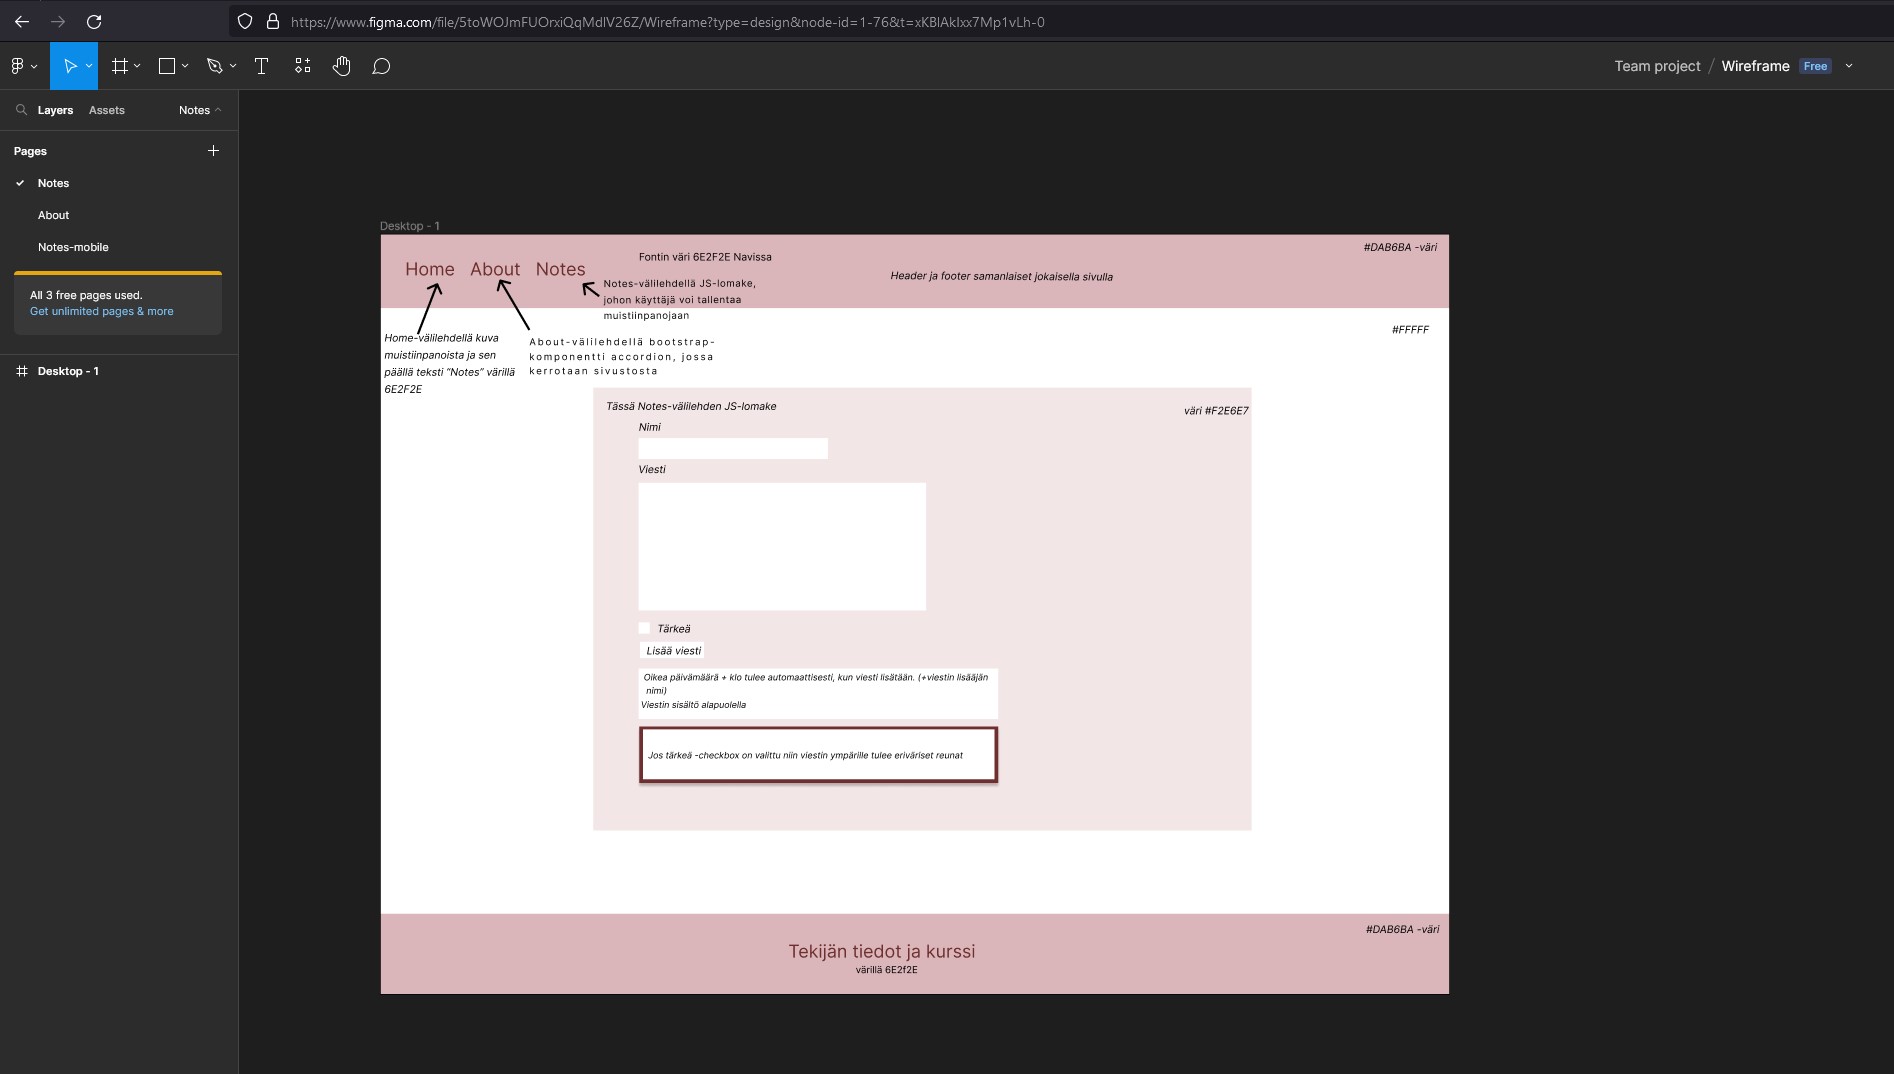 https://www.figma.com/file/5toWOJmFUOrxiQqMdlV26Z/Wireframe?type=design&node-id=1-76&t=xKBlAkIxx7Mp1vLh-0
Team project / Wireframe Free
Layers Assets Notes
Pages
Notes
About
Notes-mobile
All 3 free pages used.
Get unlimited pages & more
Desktop - 1
Desktop - 1
#DAB6BA -väri
Fontin väri 6E2F2E Navissa
Home About Notes
Header ja footer samanlaiset jokaisella sivulla
Notes-välilehdellä JS-lomake,
johon käyttäjä voi tallentaa
muistiinpanojaan
#FFFFF
Home-välilehdellä kuva
muistiinpanoista ja sen
päällä teksti “Notes” värillä
6E2F2E
About-välilehdellä bootstrap-
komponentti accordion, jossa
kerrotaan sivustosta
Tässä Notes-välilehden JS-lomake
väri #F2E6E7
Nimi
Viesti
Tärkeä
Lisää viesti
Oikea päivämäärä + klo tulee automaattisesti, kun viesti lisätään. (+viestin lisääjän
nimi)
Viestin sisältö alapuolella
Jos tärkeä -checkbox on valittu niin viestin ympärille tulee eriväriset reunat
#DAB6BA -väri
Tekijän tiedot ja kurssi
värillä 6E2f2E